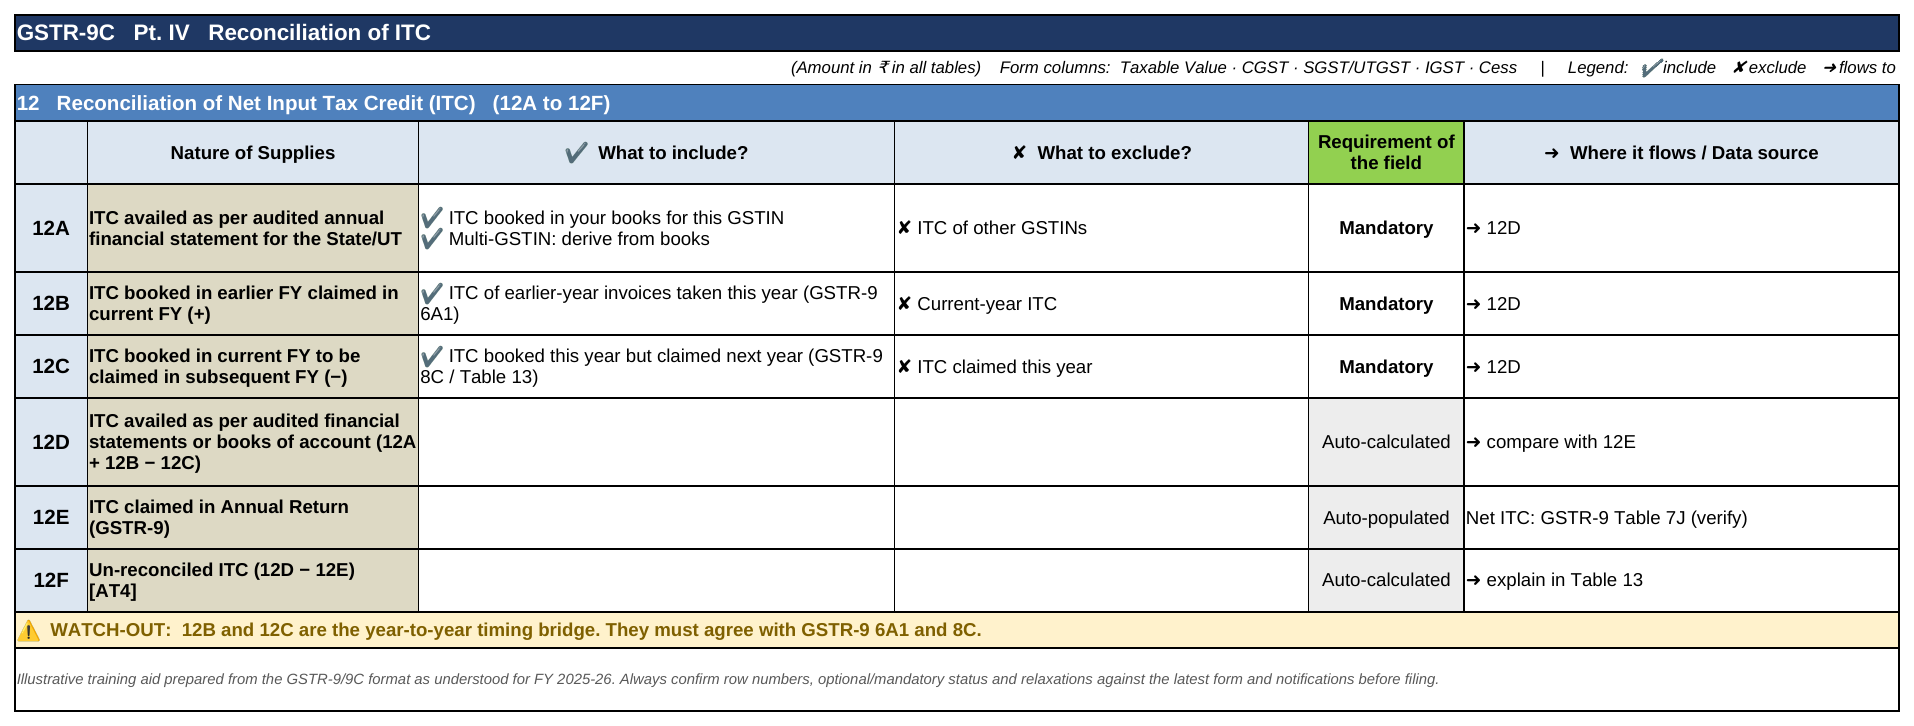 GSTR-9C   Pt. IV   Reconciliation of ITC
(Amount in ₹ in all tables)   Form columns:  Taxable Value · CGST · SGST/UTGST · IGST · Cess   |   Legend:  ✔include   ✘exclude   ➔flows to
12   Reconciliation of Net Input Tax Credit (ITC)   (12A to 12F)
Nature of Supplies
✔ What to include?
✘ What to exclude?
Requirement of
the field
➔ Where it flows / Data source
12A
ITC availed as per audited annual
financial statement for the State/UT
✔ ITC booked in your books for this GSTIN
✔ Multi-GSTIN: derive from books
✘ ITC of other GSTINs
Mandatory
➔ 12D
12B
ITC booked in earlier FY claimed in
current FY (+)
✔ ITC of earlier-year invoices taken this year (GSTR-9
6A1)
✘ Current-year ITC
Mandatory
➔ 12D
12C
ITC booked in current FY to be
claimed in subsequent FY (−)
✔ ITC booked this year but claimed next year (GSTR-9
8C / Table 13)
✘ ITC claimed this year
Mandatory
➔ 12D
12D
ITC availed as per audited financial
statements or books of account (12A
+ 12B − 12C)
Auto-calculated
➔ compare with 12E
12E
ITC claimed in Annual Return
(GSTR-9)
Auto-populated
Net ITC: GSTR-9 Table 7J (verify)
12F
Un-reconciled ITC (12D − 12E)
[AT4]
Auto-calculated
➔ explain in Table 13
⚠ WATCH-OUT:  12B and 12C are the year-to-year timing bridge. They must agree with GSTR-9 6A1 and 8C.
Illustrative training aid prepared from the GSTR-9/9C format as understood for FY 2025-26. Always confirm row numbers, optional/mandatory status and relaxations against the latest form and notifications before filing.